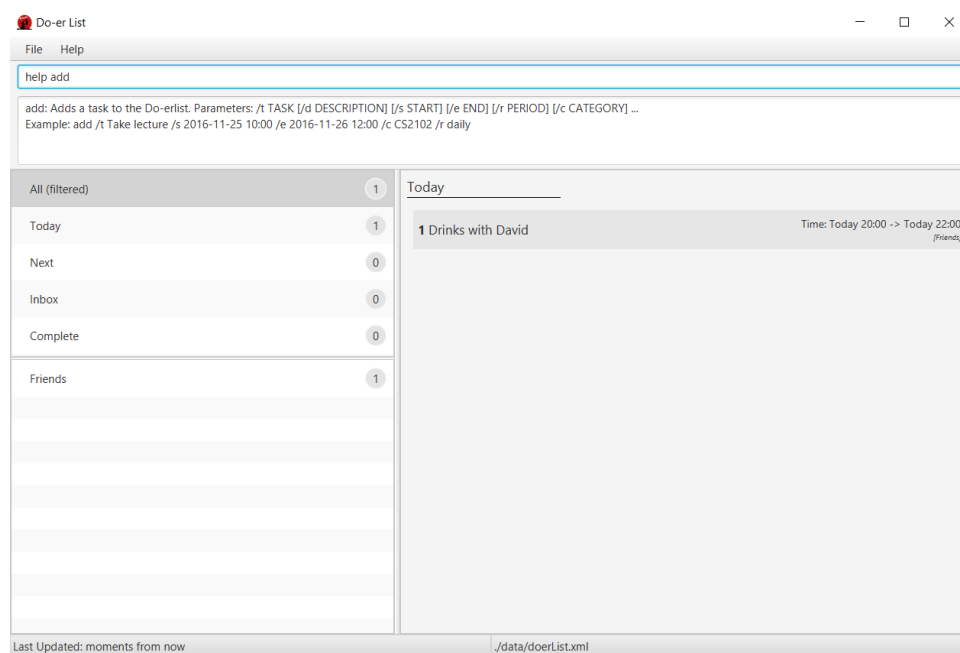 Do-er List
File Help
help add
add: Adds a task to the Do-erlist. Parameters: /t TASK [/d DESCRIPTION] [/s START] [/e END] [/r PERIOD] [/c CATEGORY] ...
Example: add /t Take lecture /s 2016-11-25 10:00 /e 2016-11-26 12:00 /c CS2102 /r daily
All (filtered) 1
Today 1
Next 0
Inbox 0
Complete 0
Friends 1
Today
1 Drinks with David
Time: Today 20:00 -> Today 22:00
[Friends]
Last Updated: moments from now
./data/doerList.xml